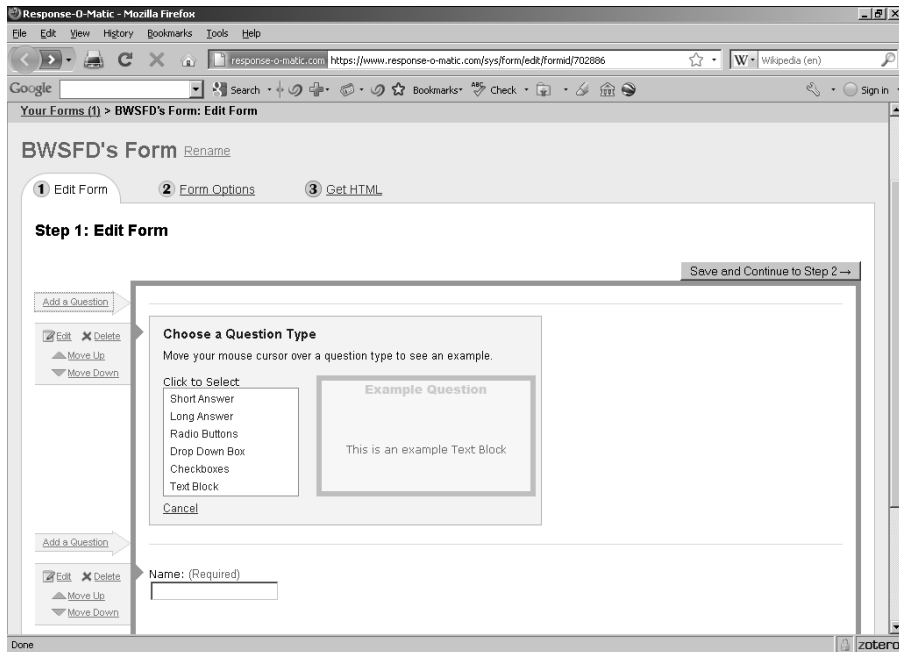 Response-O-Matic - Mozilla Firefox
File Edit View History Bookmarks Tools Help
response-o-matic.com https://www.response-o-matic.com/sys/form/edit/formid/702886 W Wikipedia (en)
Google Search Bookmarks ABC Check Sign in
Your Forms (1) > BWSFD's Form: Edit Form
BWSFD's Form Rename
1 Edit Form 2 Form Options 3 Get HTML
Step 1: Edit Form
Save and Continue to Step 2 →
Add a Question
Edit Delete
Move Up
Move Down
Choose a Question Type
Move your mouse cursor over a question type to see an example.
Click to Select
Short Answer
Long Answer
Radio Buttons
Drop Down Box
Checkboxes
Text Block
Example Question
This is an example Text Block
Cancel
Add a Question
Edit Delete
Move Up
Move Down
Name: (Required)
Done zotero